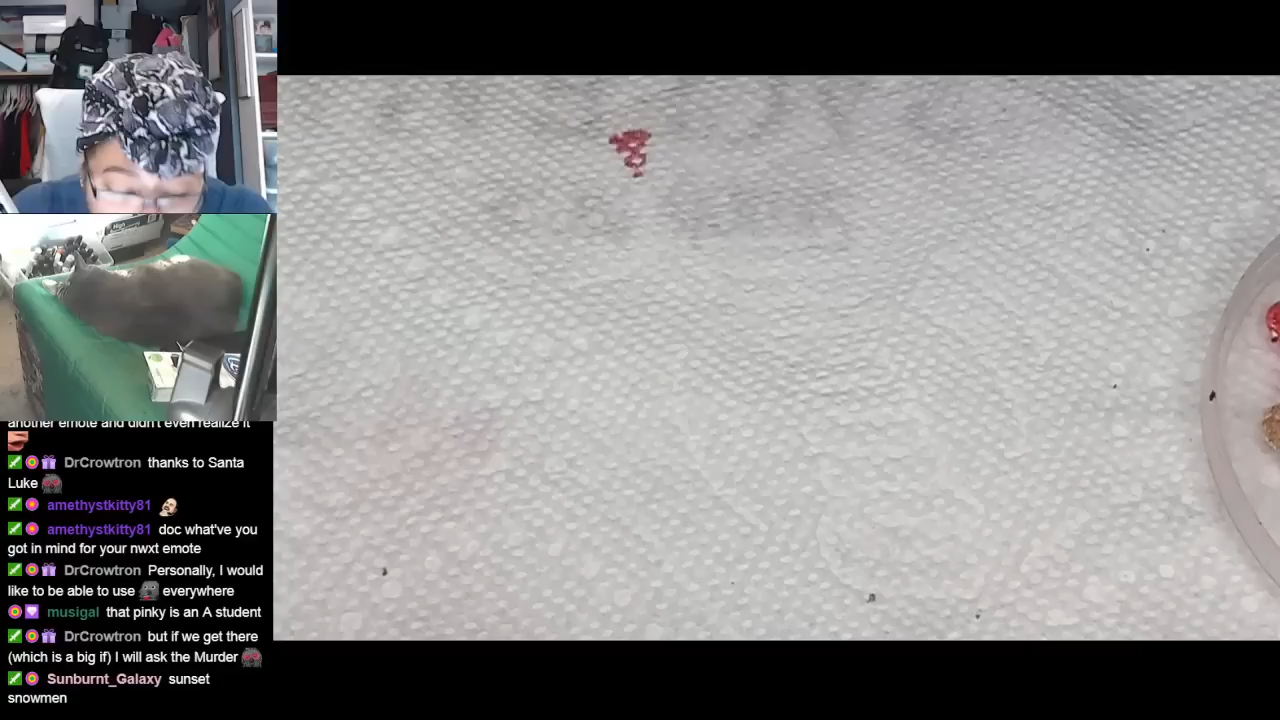 High
another emote and didn't even realize it
DrCrowtron thanks to Santa
Luke
amethystkitty81
amethystkitty81 doc what've you
got in mind for your nwxt emote
DrCrowtron Personally, I would
like to be able to use everywhere
musigal that pinky is an A student
DrCrowtron but if we get there
(which is a big if) I will ask the Murder
Sunburnt_Galaxy sunset
snowmen